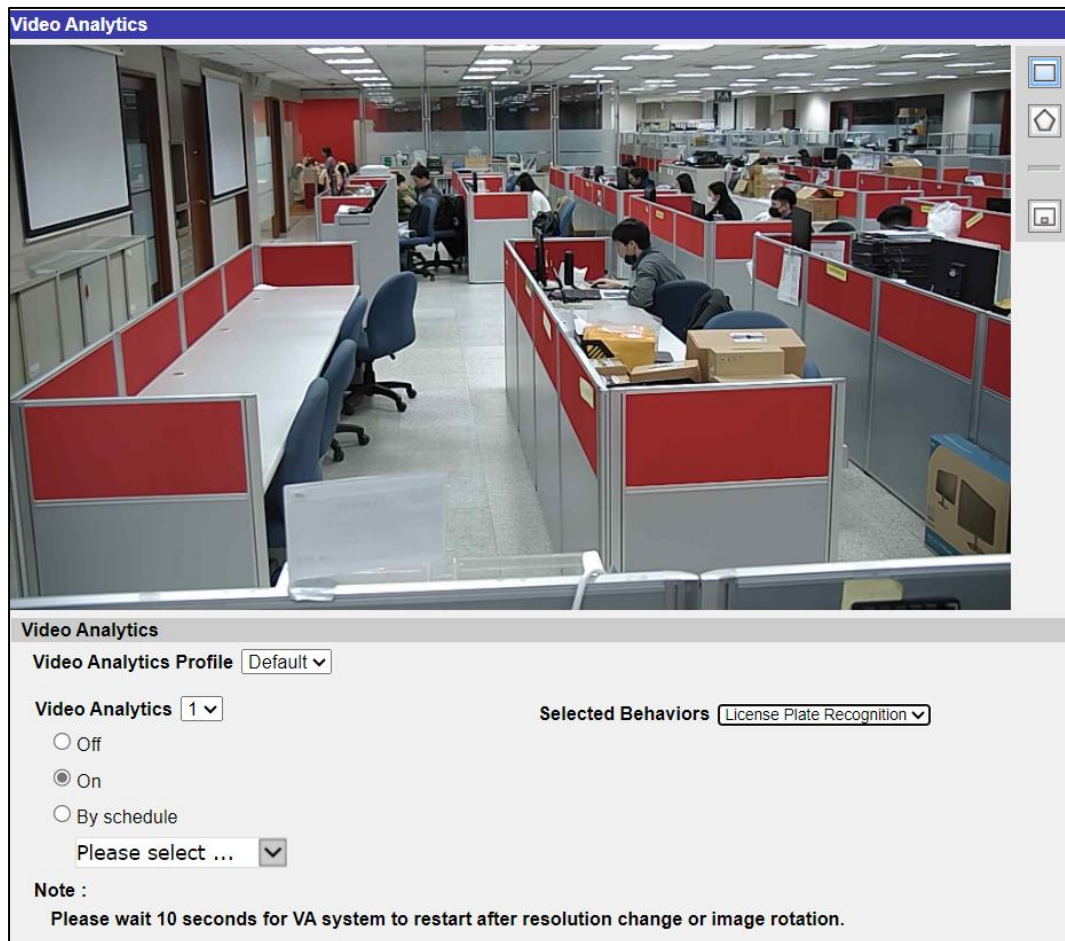 Video Analytics
Video Analytics
Video Analytics Profile Default
Video Analytics 1
Selected Behaviors License Plate Recognition
Off
On
By schedule
Please select ...
Note :
Please wait 10 seconds for VA system to restart after resolution change or image rotation.